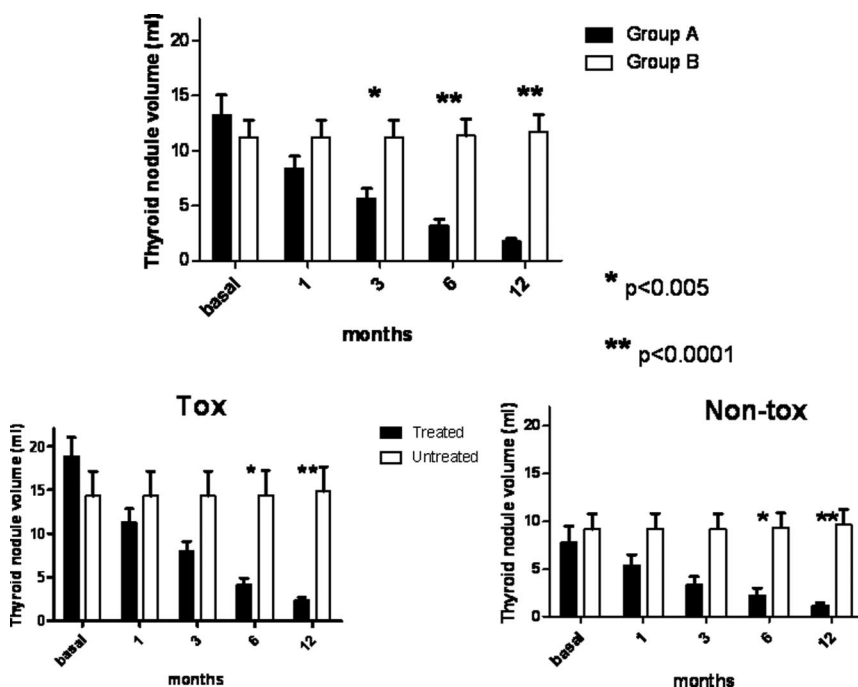 Thyroid nodule volume (ml)
20
15
10
5
0
basal
1
3
6
12
months
*
**
**
Group A
Group B
* p<0.005
** p<0.0001
Tox
Thyroid nodule volume (ml)
20
15
10
5
0
basal
1
3
6
12
months
*
**
Treated
Untreated
Non-tox
Thyroid nodule volume (ml)
20
15
10
5
0
basal
1
3
6
12
months
*
**